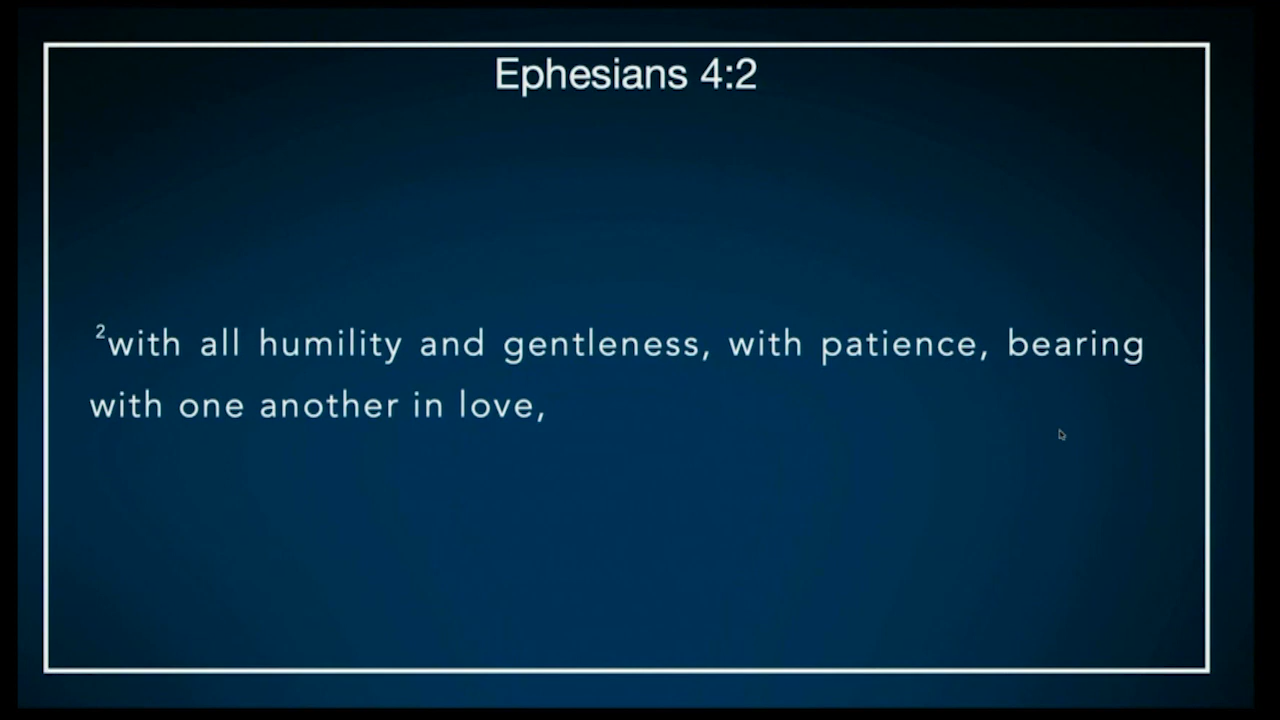 Ephesians 4:2
²with all humility and gentleness, with patience, bearing
with one another in love,